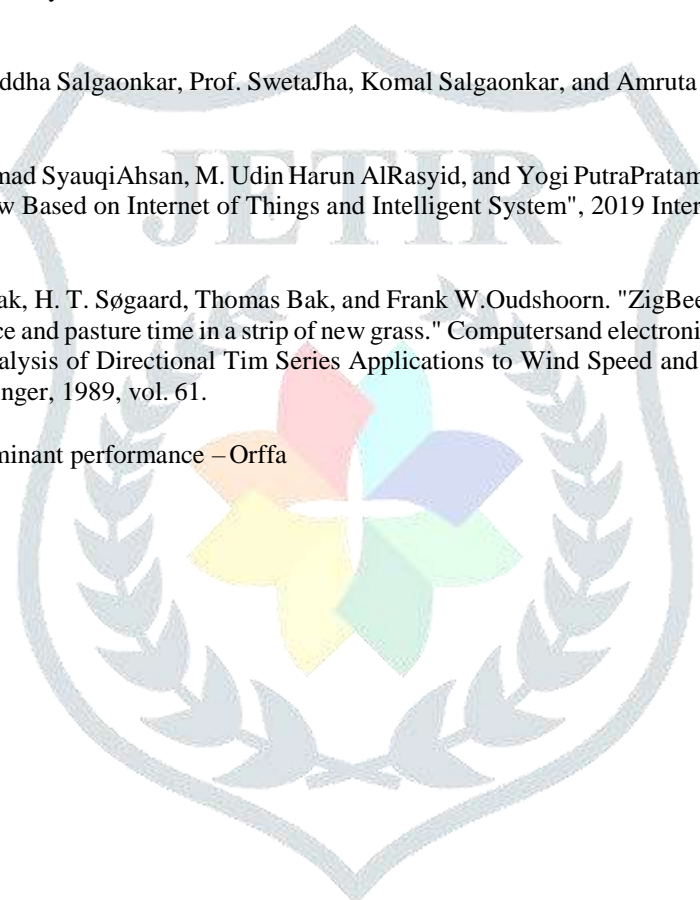 ddha Salgaonkar, Prof. SwetaJha, Komal Salgaonkar, and Amruta
JETIR
mad SyauqiAhsan, M. Udin Harun AlRasyid, and Yogi PutraPratam
w Based on Internet of Things and Intelligent System", 2019 Inter
ak, H. T. Søgaard, Thomas Bak, and Frank W.Oudshoorn. "ZigBee
ce and pasture time in a strip of new grass." Computersand electroni
alysis of Directional Tim Series Applications to Wind Speed and
nger, 1989, vol. 61.
minant performance – Orffa